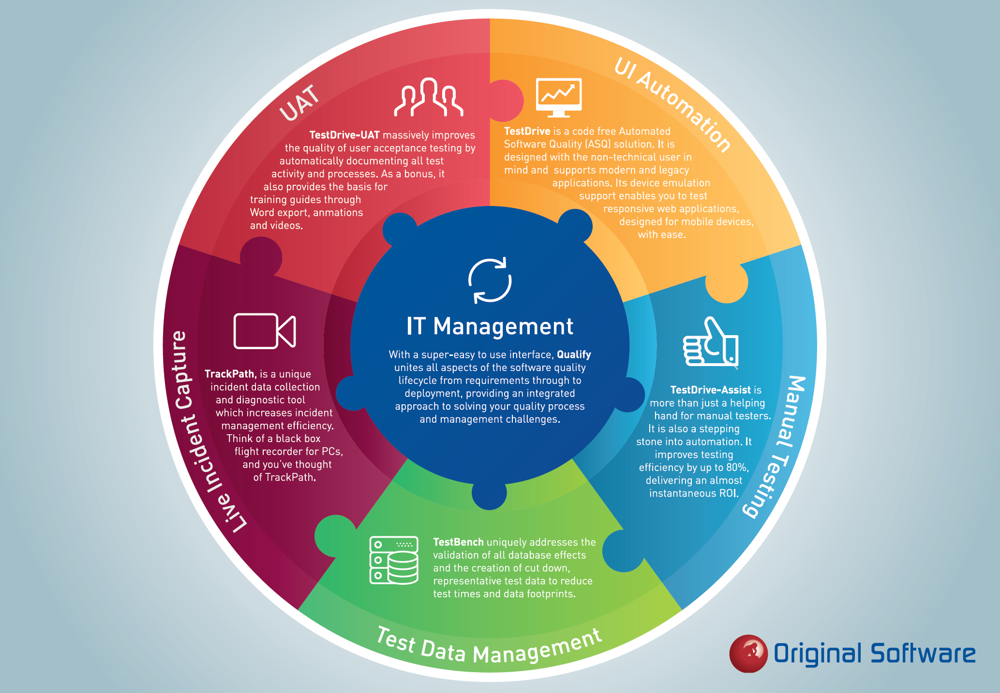 UAT
TestDrive-UAT massively improves
the quality of user acceptance testing by
automatically documenting all test
activity and processes. As a bonus, it
also provides the basis for
training guides through
Word export, anmations
and videos.
UI Automation
TestDrive is a code free Automated
Software Quality (ASQ) solution. It is
designed with the non-technical user in
mind and supports modern and legacy
applications. Its device emulation
support enables you to test
responsive web applications,
designed for mobile devices,
with ease.
IT Management
With a super-easy to use interface, Qualify
unites all aspects of the software quality
lifecycle from requirements through to
deployment, providing an integrated
approach to solving your quality process
and management challenges.
Live Incident Capture
TrackPath, is a unique
incident data collection
and diagnostic tool
which increases incident
management efficiency.
Think of a black box
flight recorder for PCs,
and you've thought
of TrackPath.
Manual Testing
TestDrive-Assist is
more than just a helping
hand for manual testers.
It is also a stepping
stone into automation. It
improves testing
efficiency by up to 80%,
delivering an almost
instantaneous ROI.
TestBench uniquely addresses the
validation of all database effects
and the creation of cut down,
representative test data to reduce
test times and data footprints.
Test Data Management
Original Software